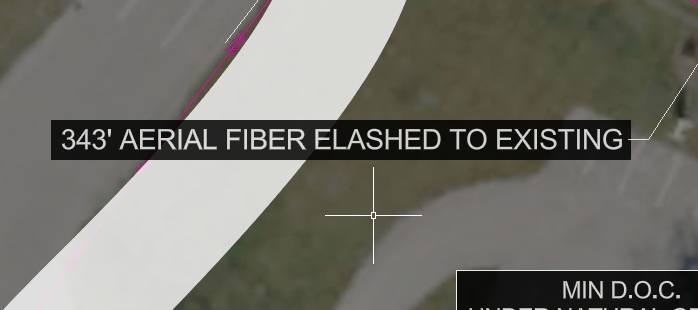 343' AERIAL FIBER ELASHED TO EXISTING
MIN D.O.C.